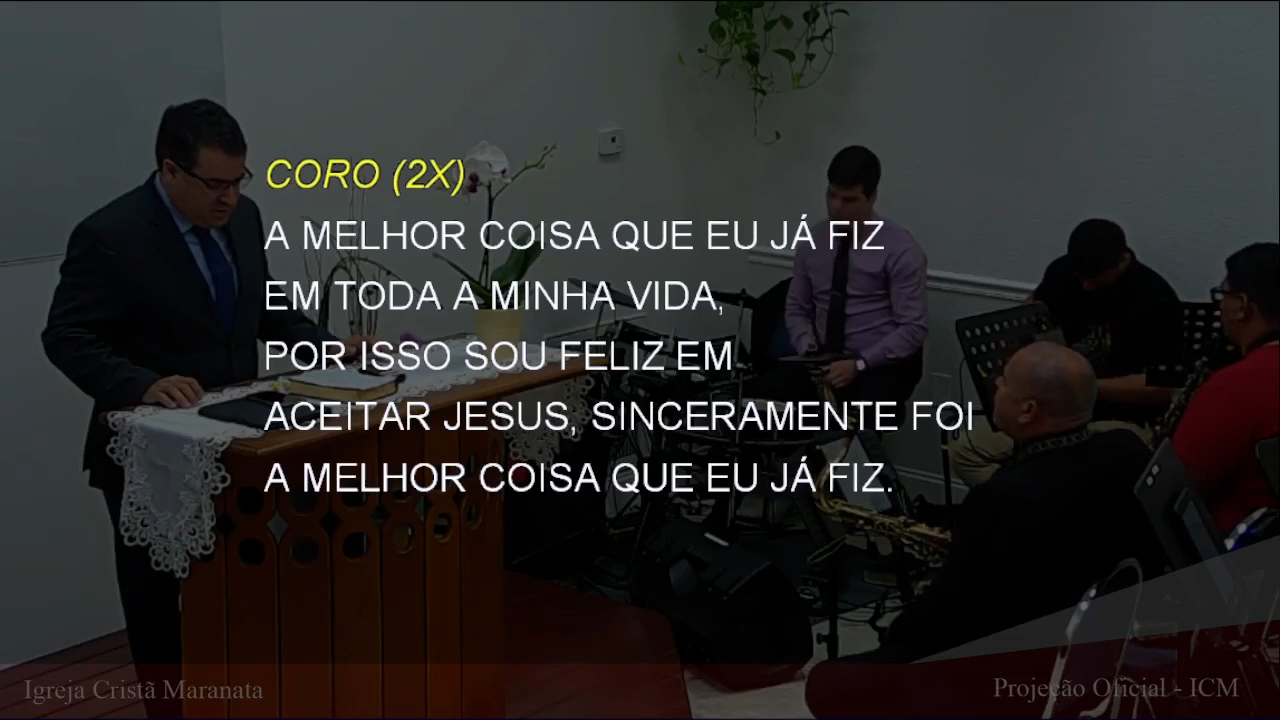 CORO (2X)
A MELHOR COISA QUE EU JÁ FIZ
EM TODA A MINHA VIDA,
POR ISSO SOU FELIZ EM
ACEITAR JESUS, SINCERAMENTE FOI
A MELHOR COISA QUE EU JÁ FIZ.
Igreja Cristã Maranata
Projeção Oficial - ICM